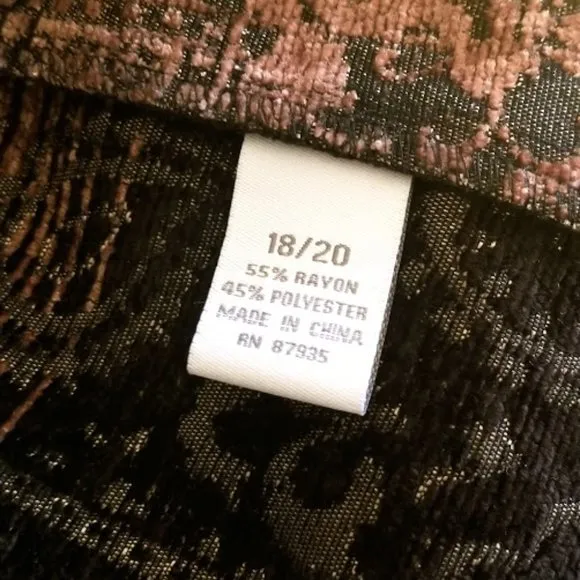 18/20
55% RAYON
45% POLYESTER
MADE IN CHINA
RN 87935